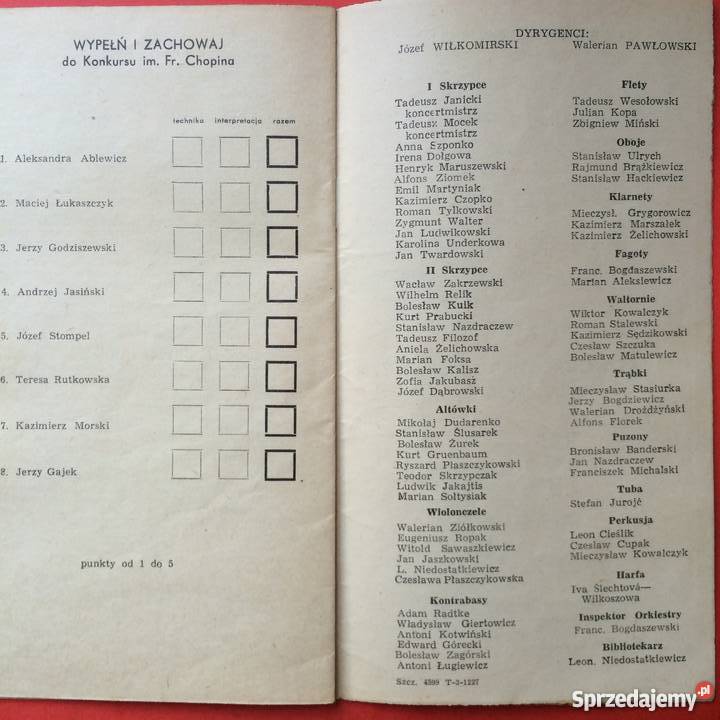 WYPEŁŃ I ZACHOWAJ
do Konkursu im. Fr. Chopina
technika interpretacja razem
1. Aleksandra Ablewicz
2. Maciej Łukaszczyk
3. Jerzy Godziszewski
4. Andrzej Jasiński
5. Józef Stompel
6. Teresa Rutkowska
7. Kazimierz Morski
8. Jerzy Gajek
punkty od 1 do 5
DYRYGENCI:
Józef WIŁKOMIRSKI Walerian PAWŁOWSKI
I Skrzypce
Tadeusz Janicki
koncertmistrz
Tadeusz Mocek
koncertmistrz
Anna Szponko
Irena Dołgowa
Henryk Maruszewski
Alfons Ziomek
Emil Martyniak
Kazimierz Czopko
Roman Tylkowski
Zygmunt Walter
Jan Ludwikowski
Karolina Underkowa
Jan Twardowski
II Skrzypce
Wacław Zakrzewski
Wilhelm Relik
Bolesław Kuik
Kurt Prabucki
Stanisław Nazdraczew
Tadeusz Filozof
Aniela Żelichowska
Marian Foksa
Bolesław Kalisz
Zofia Jakubasz
Józef Dąbrowski
Altówki
Mikołaj Dudarenko
Stanisław Ślusarek
Bolesław Żurek
Kurt Gruenbaum
Ryszard Płaszczykowski
Teodor Skrzypczak
Ludwik Jakajtis
Marian Sołtysiak
Wiolonczele
Walerian Ziółkowski
Eugeniusz Ropak
Witold Sawaszkiewicz
Jan Jaszkowski
L. Niedostatkiewicz
Czesława Płaszczykowska
Kontrabasy
Adam Radtke
Władysław Giertowicz
Antoni Kotwiński
Edward Górecki
Bolesław Zagórski
Antoni Ługiewicz
Szcz. 4399 T-3-1227
Flety
Tadeusz Wesołowski
Julian Kopa
Zbigniew Miński
Oboje
Stanisław Ulrych
Rajmund Brążkiewicz
Stanisław Hackiewicz
Klarnety
Mieczysł. Grygorowicz
Kazimierz Marszałek
Kazimierz Żelichowski
Fagoty
Franc. Bogdaszewski
Marian Aleksiewicz
Waltornie
Wiktor Kowalczyk
Roman Stalewski
Kazimierz Sędzikowski
Czesław Szczuka
Bolesław Matulewicz
Trąbki
Mieczysław Stasiurka
Jerzy Bogdziewicz
Walerian Drożdżyński
Alfons Florek
Puzony
Bronisław Banderski
Jan Nazdraczew
Franciszek Michalski
Tuba
Stefan Jurojć
Perkusja
Leon Cieślik
Czesław Cupak
Mieczysław Kowalczyk
Harfa
Iva Šlechtová—
Wilkoszowa
Inspektor Orkiestry
Franc. Bogdaszewski
Bibliotekarz
Leon. Niedostatkiewicz
Sprzedajemy.pl